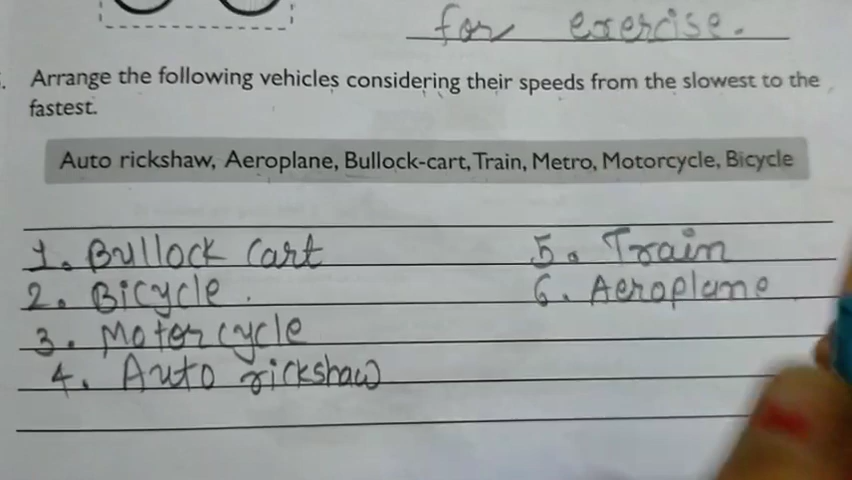 for exercise.
. Arrange the following vehicles considering their speeds from the slowest to the
fastest.
Auto rickshaw, Aeroplane, Bullock-cart, Train, Metro, Motorcycle, Bicycle
1. Bullock Cart
2. Bicycle.
3. Motorcycle
4. Auto rickshaw
5. Train
6. Aeroplane